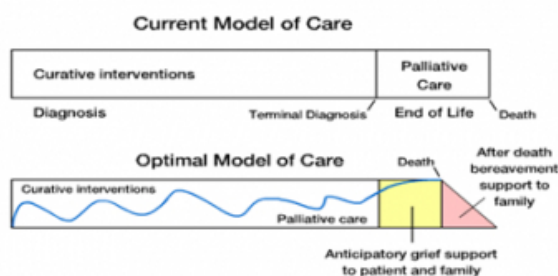 Current Model of Care
Curative interventions
Palliative
Care
Diagnosis
Terminal Diagnosis
End of Life
Death
Optimal Model of Care
Death
After death
bereavement
support to
family
Curative interventions
Palliative care
Anticipatory grief support
to patient and family